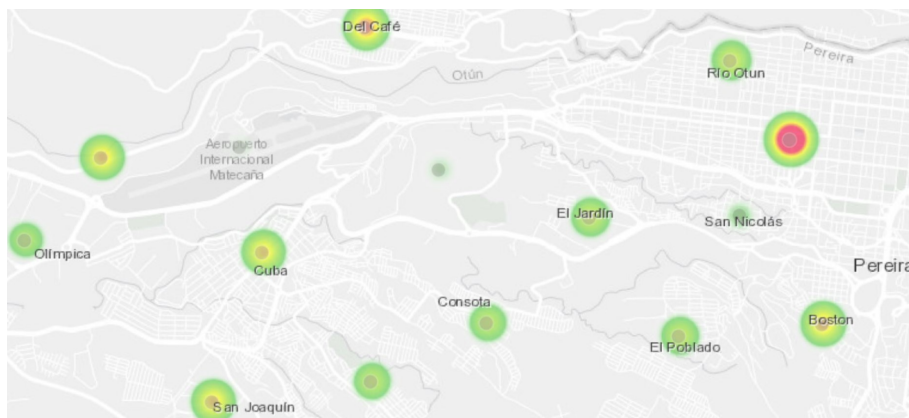 Del Café
Pereira
Río Otun
Otún
Aeropuerto
Internacional
Matecaña
El Jardín
San Nicolás
Olímpica
Cuba
Pereira
Consota
Boston
El Poblado
San Joaquín